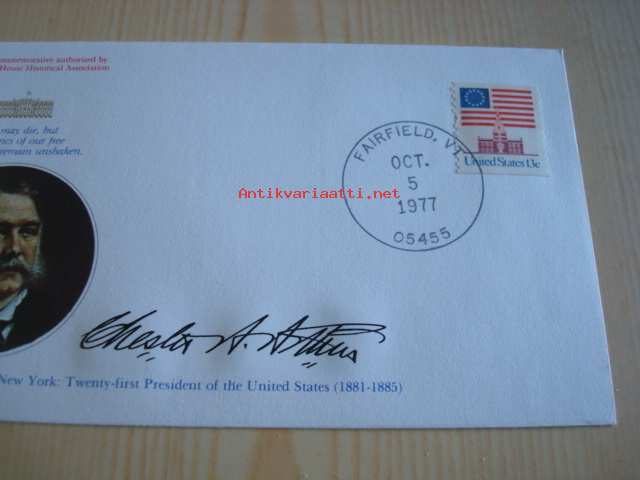 mmemorative authorized by
House Historical Association
may die, but
of our free
remain unshaken.
FAIRFIELD, VT
OCT.
5
1977
05455
United States 13c
Antikvariaatti.net
Chester A. Arthur
New York: Twenty-first President of the United States (1881-1885)